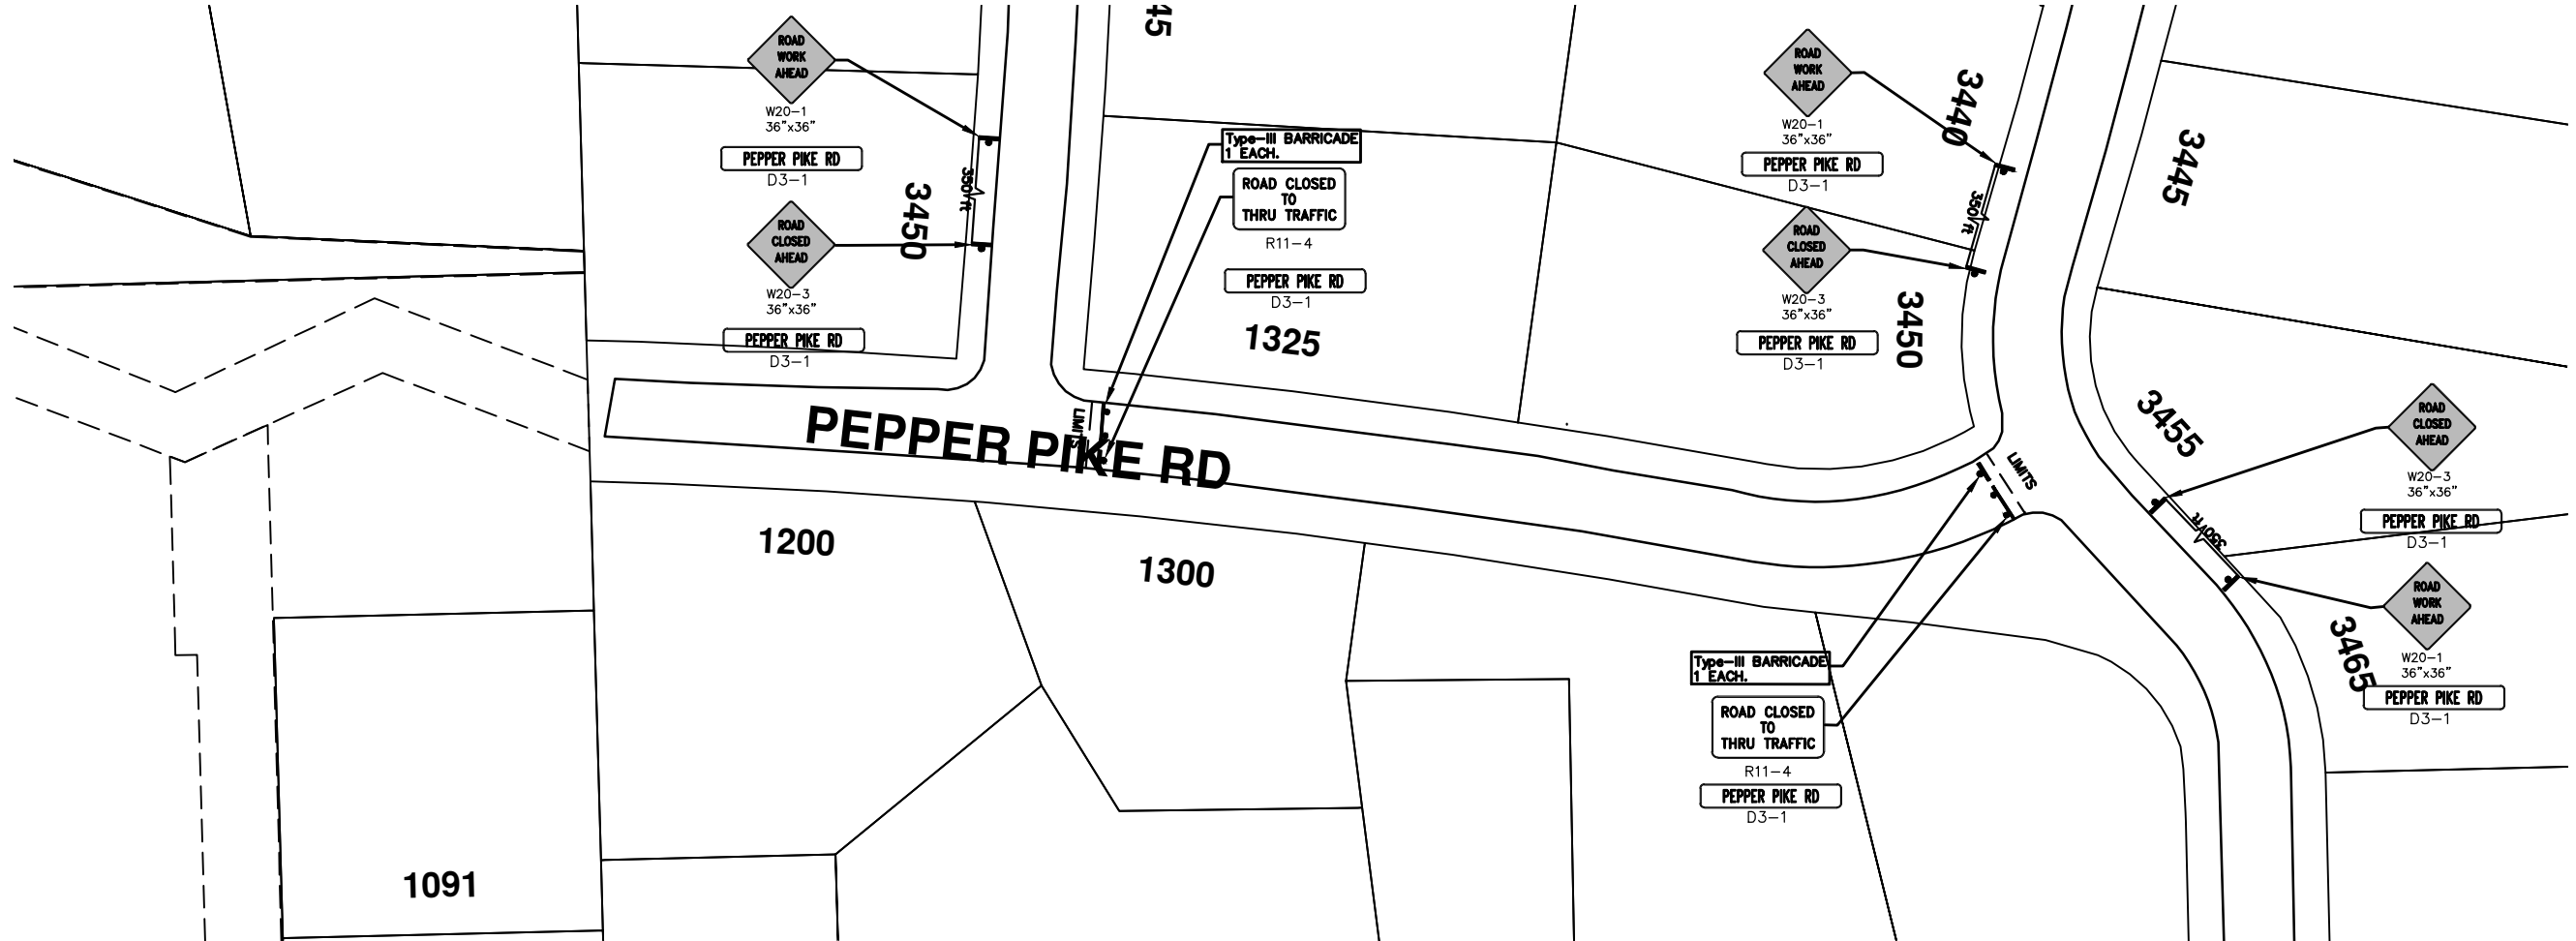 ROAD
WORK
AHEAD
W20-1
36"x36"
PEPPER PIKE RD
D3-1
ROAD
CLOSED
AHEAD
W20-3
36"x36"
PEPPER PIKE RD
D3-1
350 ft
3450
45
Type-III BARRICADE
1 EACH.
ROAD CLOSED
TO
THRU TRAFFIC
R11-4
PEPPER PIKE RD
D3-1
1325
LIMITS
PEPPER PIKE RD
ROAD
WORK
AHEAD
W20-1
36"x36"
PEPPER PIKE RD
D3-1
ROAD
CLOSED
AHEAD
W20-3
36"x36"
PEPPER PIKE RD
D3-1
3440
350 ft
3450
3445
3455
LIMITS
ROAD
CLOSED
AHEAD
W20-3
36"x36"
PEPPER PIKE RD
D3-1
350 ft
ROAD
WORK
AHEAD
W20-1
36"x36"
PEPPER PIKE RD
D3-1
3465
1200
1300
Type-III BARRICADE
1 EACH.
ROAD CLOSED
TO
THRU TRAFFIC
R11-4
PEPPER PIKE RD
D3-1
1091